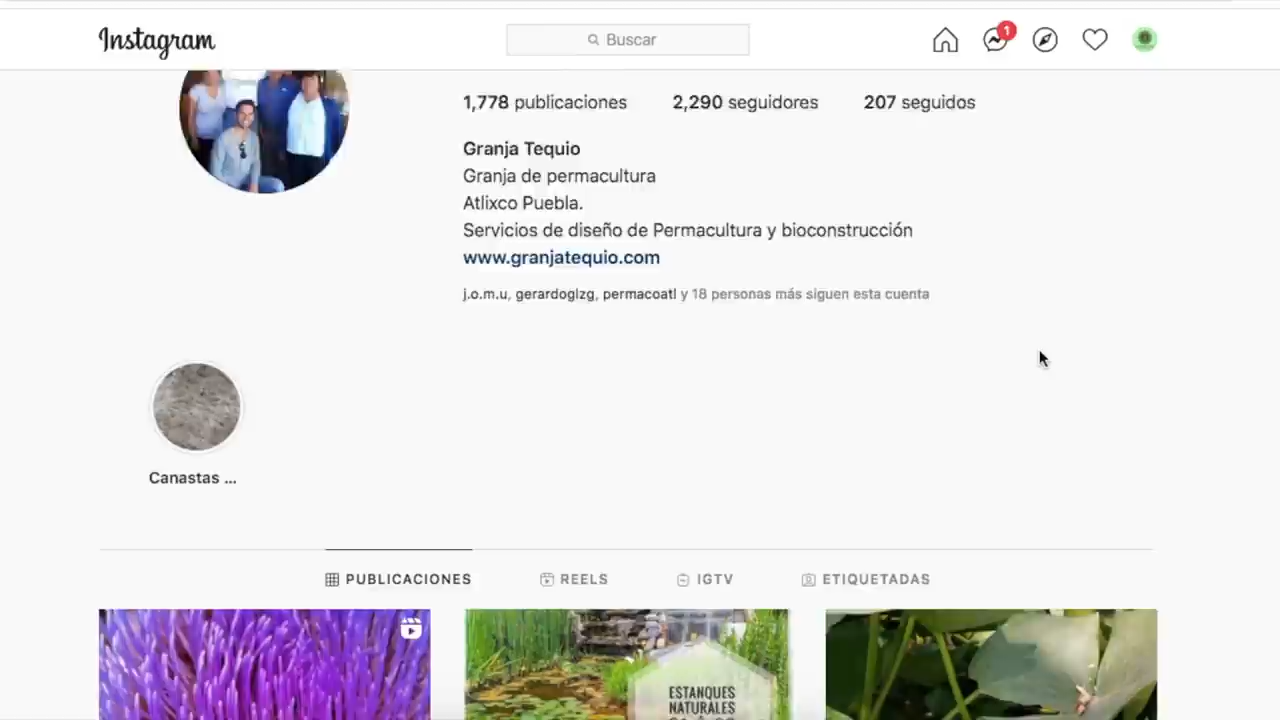 Instagram
Buscar
1
1,778 publicaciones 2,290 seguidores 207 seguidos
Granja Tequio
Granja de permacultura
Atlixco Puebla.
Servicios de diseño de Permacultura y bioconstrucción
www.granjatequio.com
j.o.m.u, gerardoglzg, permacoatl y 18 personas más siguen esta cuenta
Canastas ...
PUBLICACIONES REELS IGTV ETIQUETADAS
ESTANQUES
NATURALES